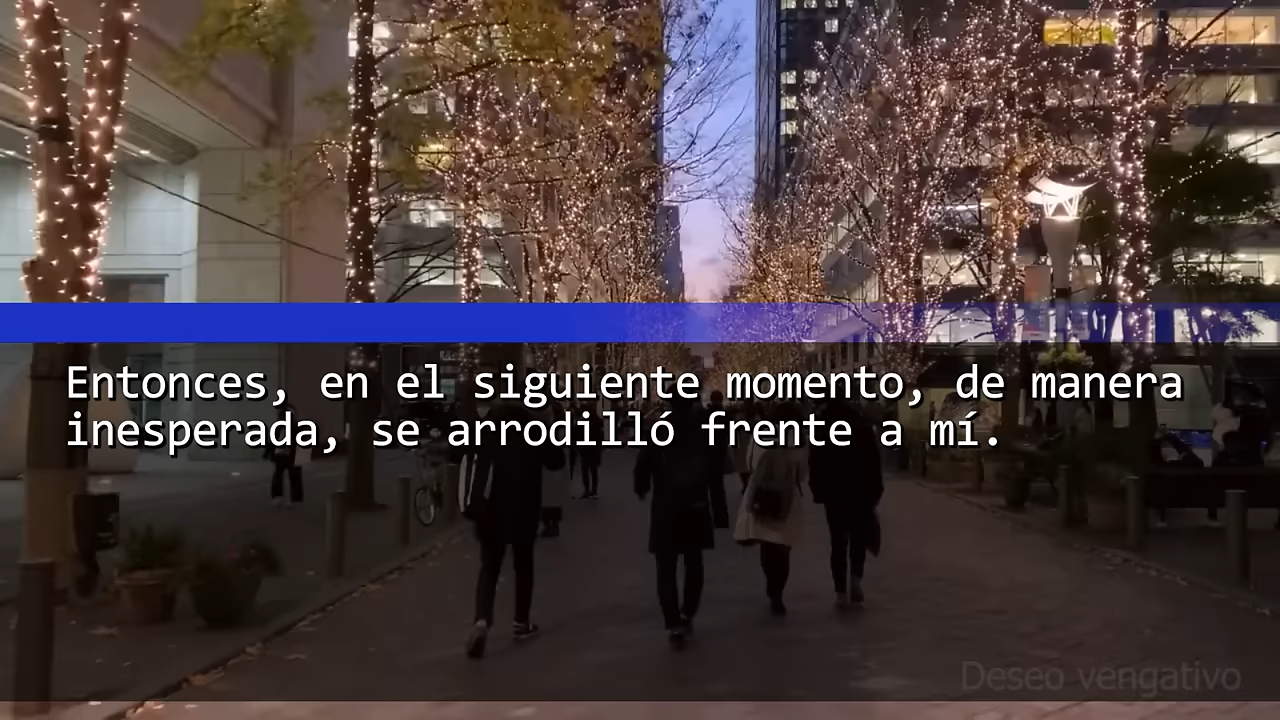 Entonces, en el siguiente momento, de manera
inesperada, se arrodilló frente a mí.
Deseo vengativo